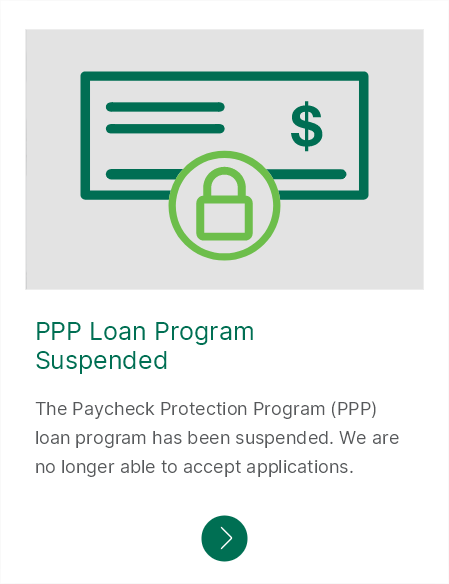 $
PPP Loan Program
Suspended
The Paycheck Protection Program (PPP)
loan program has been suspended. We are
no longer able to accept applications.